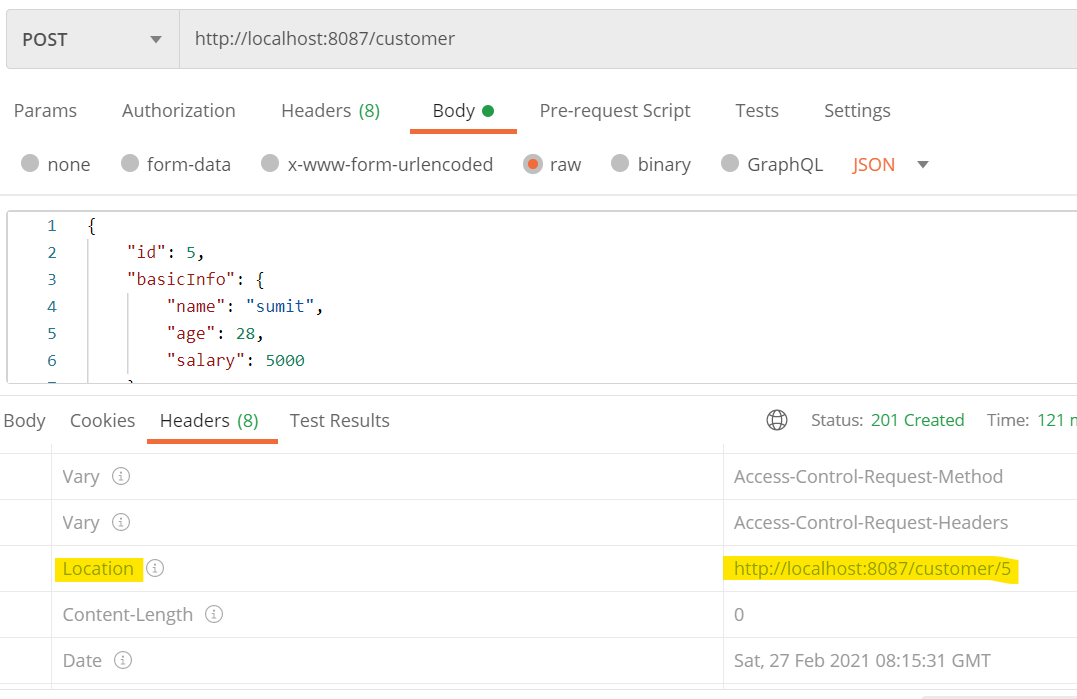 POST http://localhost:8087/customer
Params Authorization Headers (8) Body Pre-request Script Tests Settings
none form-data x-www-form-urlencoded raw binary GraphQL JSON
1 {
2 "id": 5,
3 "basicInfo": {
4 "name": "sumit",
5 "age": 28,
6 "salary": 5000
Body Cookies Headers (8) Test Results Status: 201 Created Time: 121
Vary Access-Control-Request-Method
Vary Access-Control-Request-Headers
Location http://localhost:8087/customer/5
Content-Length 0
Date Sat, 27 Feb 2021 08:15:31 GMT